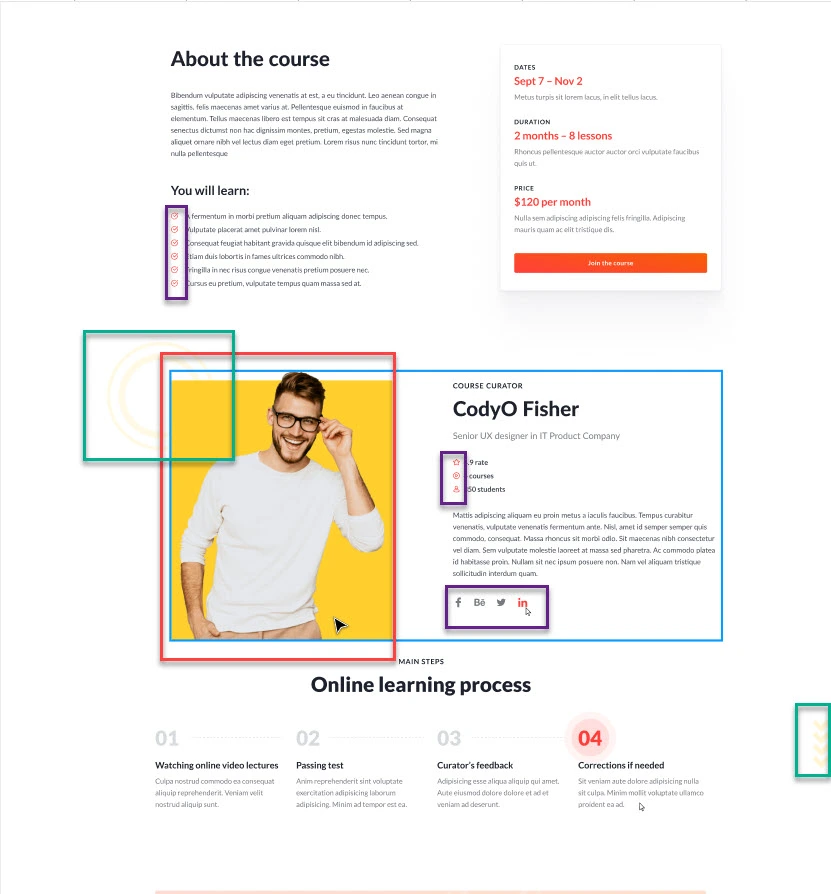 About the course
Bibendum vulputate adipiscing venenatis at est, a eu tincidunt. Leo aenean congue in
sagittis, felis maecenas amet varius at. Pellentesque euismod in faucibus at
elementum. Tellus maecenas libero est tempus sit cras at malesuada diam. Consequat
senectus dictumst non hac dignissim montes, pretium, egestas molestie. Sed magna
aliquet ornare nibh vel lectus diam eget pretium. Lorem risus nunc tincidunt tortor, mi
nulla pellentesque
You will learn:
A fermentum in morbi pretium aliquam adipiscing donec tempus.
Vulputate placerat amet pulvinar lorem nisl.
Consequat feugiat habitant gravida quisque elit bibendum id adipiscing sed.
Etiam duis lobortis in fames ultrices commodo nibh.
Fringilla in nec risus congue venenatis pretium posuere nec.
Cursus eu pretium, vulputate tempus quam massa sed at.
DATES
Sept 7 – Nov 2
Metus turpis sit lorem lacus, in elit tellus lacus.
DURATION
2 months – 8 lessons
Rhoncus pellentesque auctor auctor orci vulputate faucibus
quis ut.
PRICE
$120 per month
Nulla sem adipiscing adipiscing felis fringilla. Adipiscing
mauris quam ac elit tristique dis.
Join the course
COURSE CURATOR
CodyO Fisher
Senior UX designer in IT Product Company
.9 rate
courses
50 students
Mattis adipiscing aliquam eu proin metus a iaculis faucibus. Tempus curabitur
venenatis, vulputate venenatis fermentum ante. Nisl, amet id semper semper quis
commodo, consequat. Massa rhoncus sit morbi odio. Sit maecenas nibh consectetur
vel diam. Sem vulputate molestie laoreet at massa sed pharetra. Ac commodo platea
id habitasse proin. Nullam sit nec ipsum posuere non. Nam vel aliquam tristique
sollicitudin interdum quam.
f Bē in
MAIN STEPS
Online learning process
01
Watching online video lectures
Culpa nostrud commodo ea consequat
aliquip reprehenderit. Veniam velit
nostrud aliquip sunt.
02
Passing test
Anim reprehenderit sint voluptate
exercitation adipisicing laborum
adipisicing. Minim ad tempor est ea.
03
Curator's feedback
Adipisicing esse aliqua aliquip qui amet.
Aute eiusmod dolore dolore et ad et
veniam ad deserunt.
04
Corrections if needed
Sit veniam aute dolore adipisicing nulla
sit culpa. Minim mollit voluptate ullamco
proident ea ad.